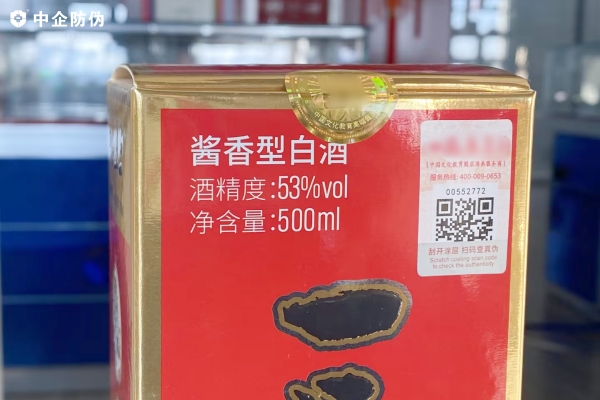 中企防伪
酱香型白酒
酒精度:53%vol
净含量:500ml
服务热线:400-009-0653
00552772
刮开涂层 扫码查真伪
Scratch coating scan code
to check the authenticity